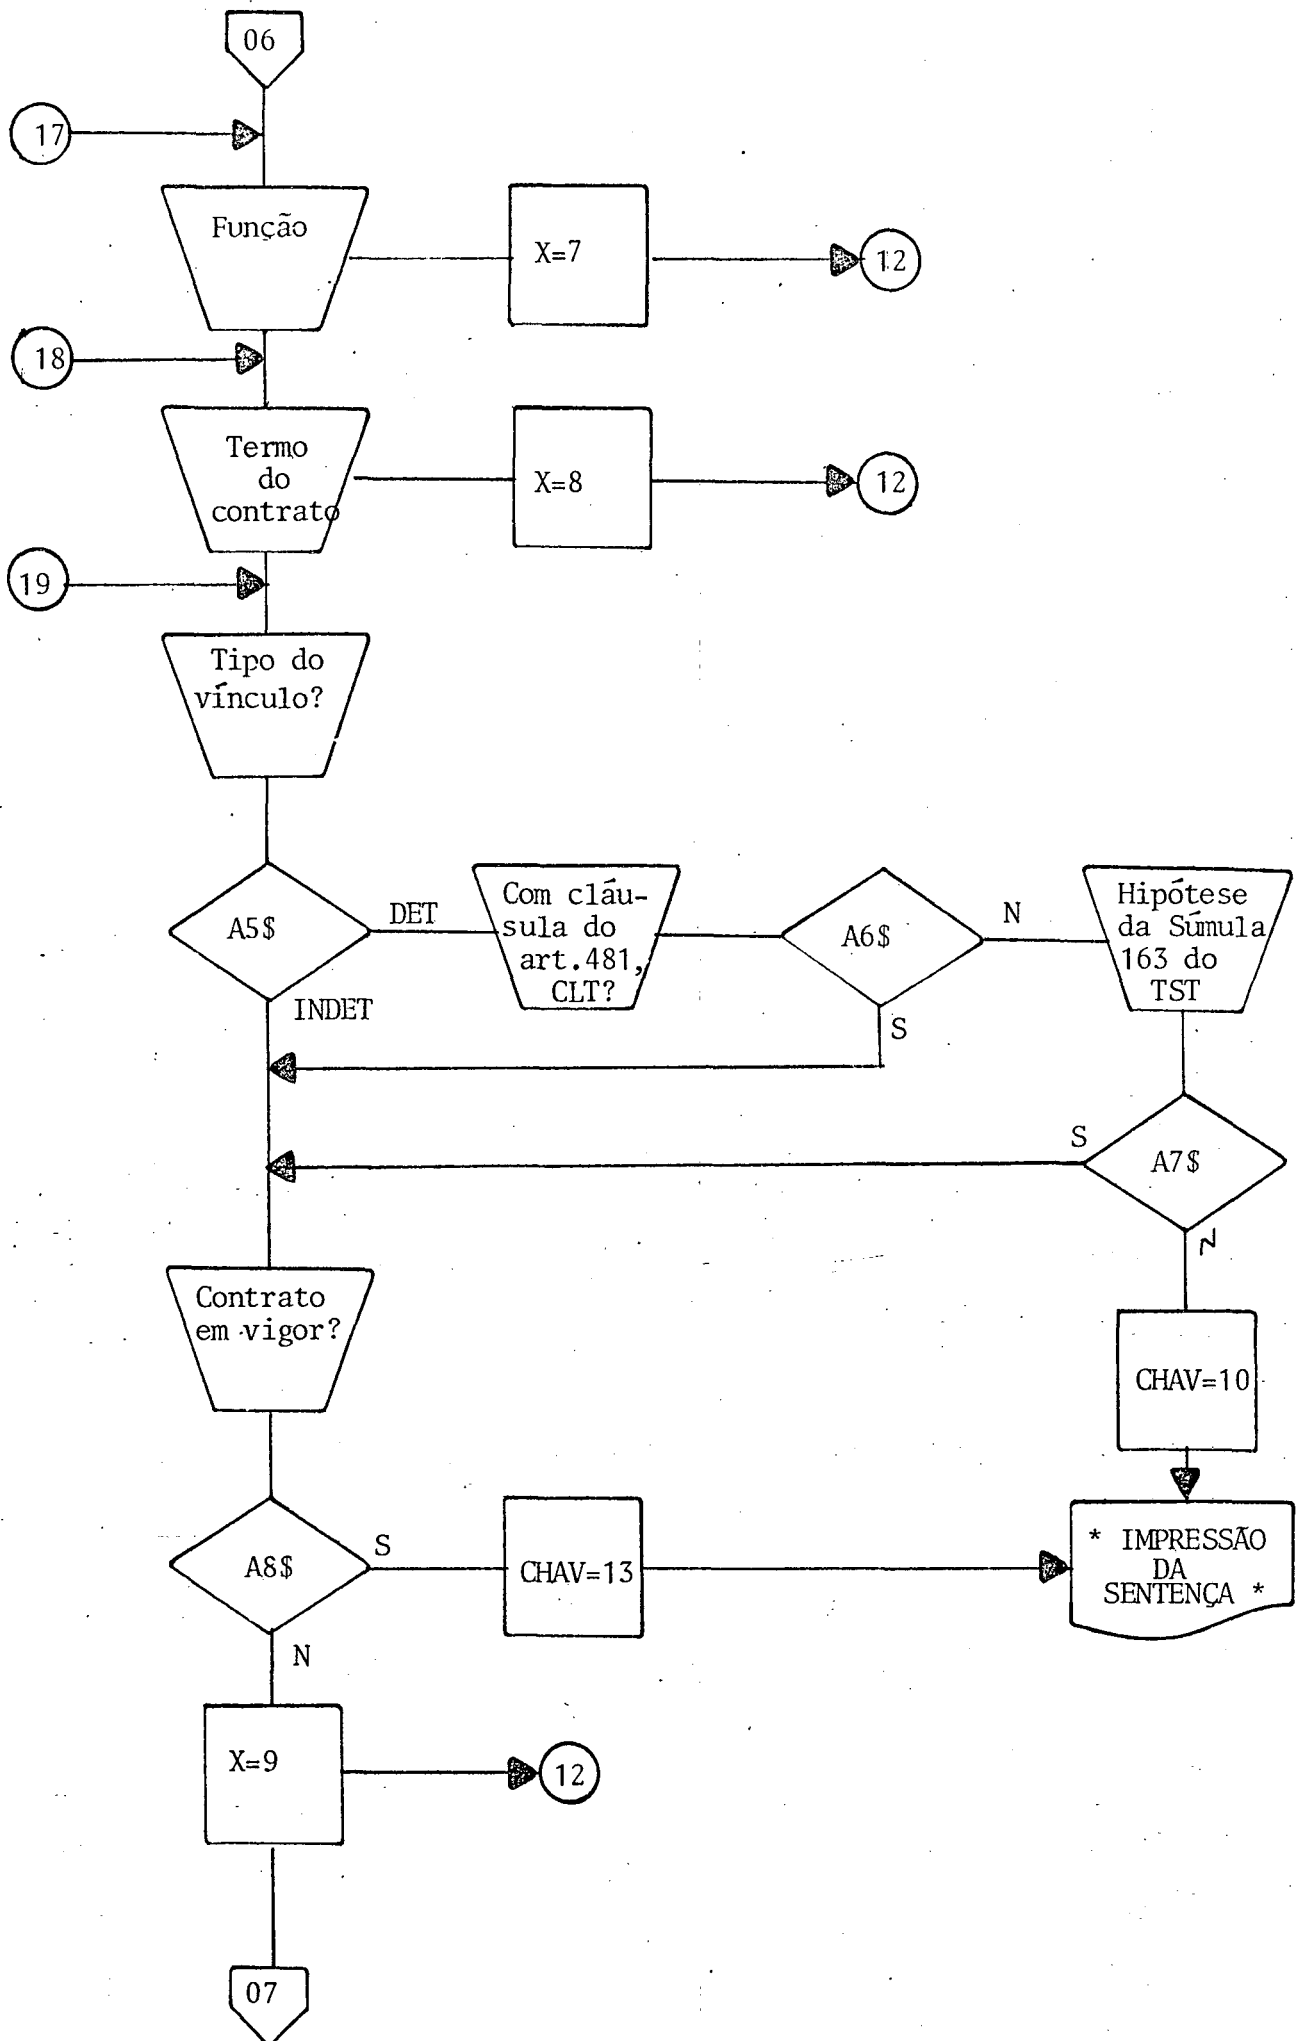 06
17
Função
X=7
12
18
Termo
do
contrato
X=8
12
19
Tipo do
vínculo?
A5$
DET
INDET
Com cláu-
sula do
art.481,
CLT?
A6$
N
S
Hipótese
da Súmula
163 do
TST
A7$
S
N
CHAV=10
Contrato
em vigor?
A8$
S
CHAV=13
* IMPRESSÃO
DA
SENTENÇA *
N
X=9
12
07